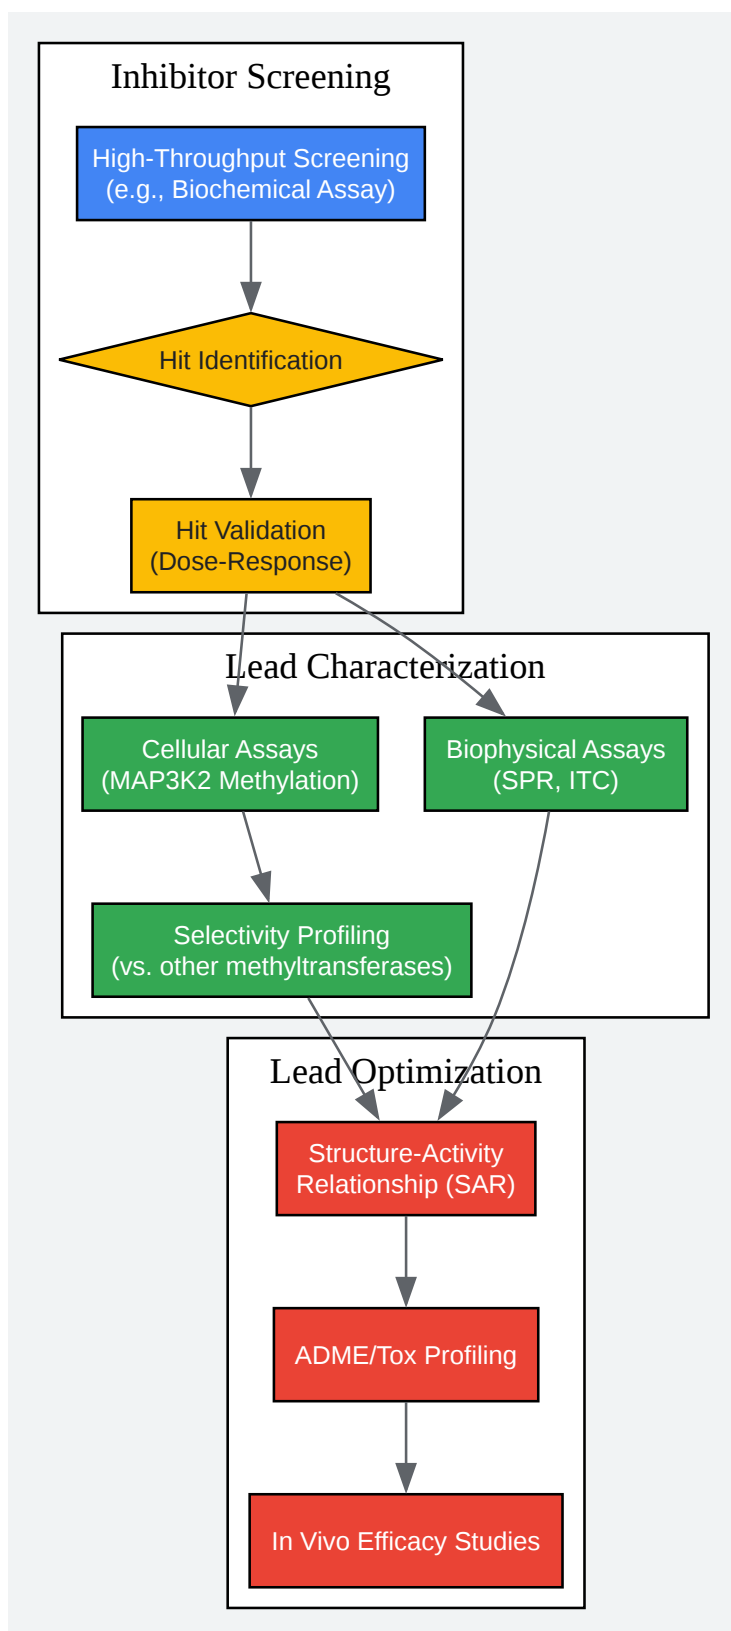 Inhibitor Screening
High-Throughput Screening
(e.g., Biochemical Assay)
Hit Identification
Hit Validation
(Dose-Response)
Lead Characterization
Cellular Assays
(MAP3K2 Methylation)
Biophysical Assays
(SPR, ITC)
Selectivity Profiling
(vs. other methyltransferases)
Lead Optimization
Structure-Activity
Relationship (SAR)
ADME/Tox Profiling
In Vivo Efficacy Studies